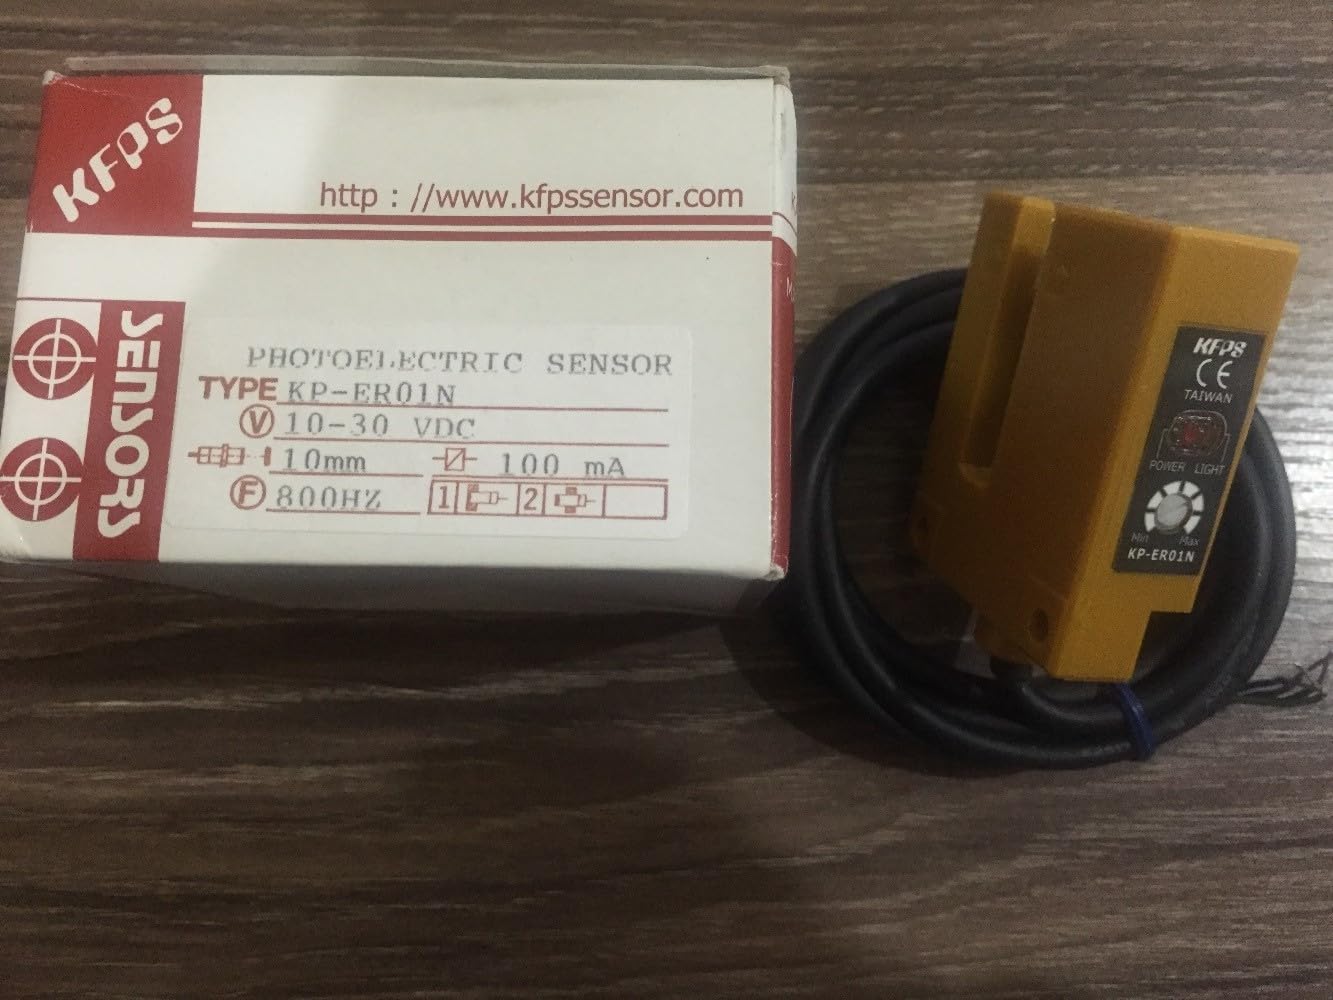 KFPS
http : //www.kfpssensor.com
SENSORS
PHOTOELECTRIC SENSOR
TYPE KP-ER01N
V 10-30 VDC
10mm 100 mA
F 800HZ
1 2
KFPS
CE
TAIWAN
POWER LIGHT
Min Max
KP-ER01N